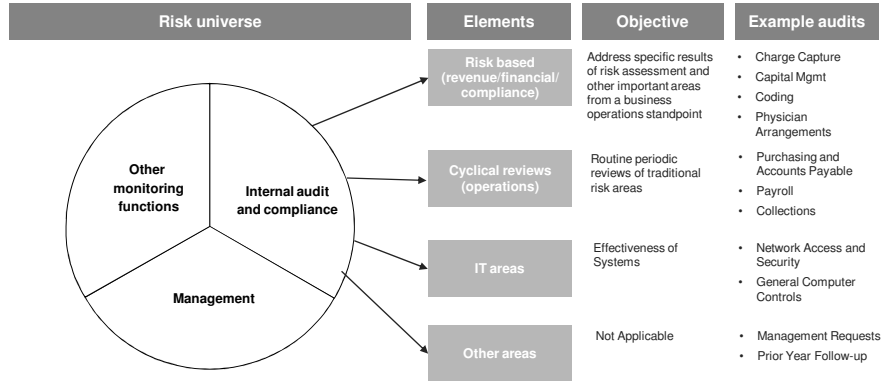 Risk universe
Elements
Objective
Example audits
Other
monitoring
functions
Internal audit
and compliance
Management
Risk based
(revenue/financial/
compliance)
Address specific results
of risk assessment and
other important areas
from a business
operations standpoint
• Charge Capture
• Capital Mgmt
• Coding
• Physician
Arrangements
Cyclical reviews
(operations)
Routine periodic
reviews of traditional
risk areas
• Purchasing and
Accounts Payable
• Payroll
• Collections
IT areas
Effectiveness of
Systems
• Network Access and
Security
• General Computer
Controls
Other areas
Not Applicable
• Management Requests
• Prior Year Follow-up